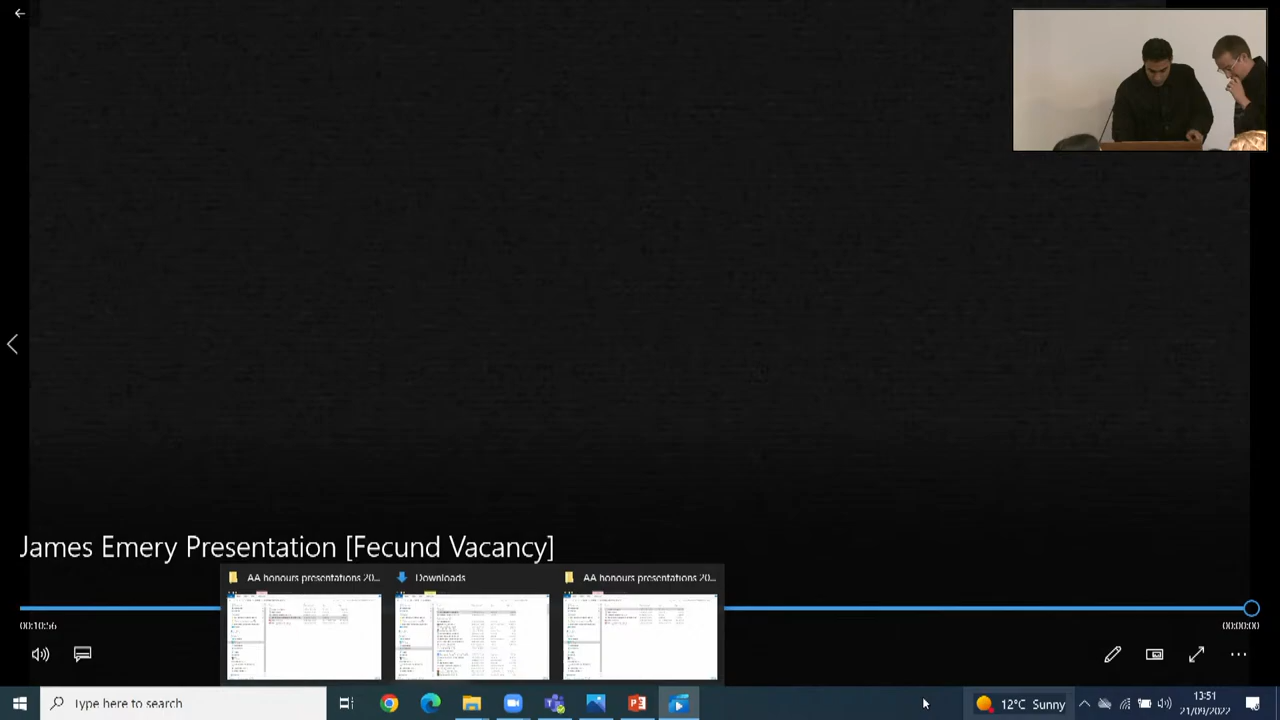 James Emery Presentation [Fecund Vacancy]
AA honours presentations 20...
Downloads
AA honours presentations 20...
00:10:56
00:00:00
Type here to search
12°C Sunny
13:51
21/09/2022